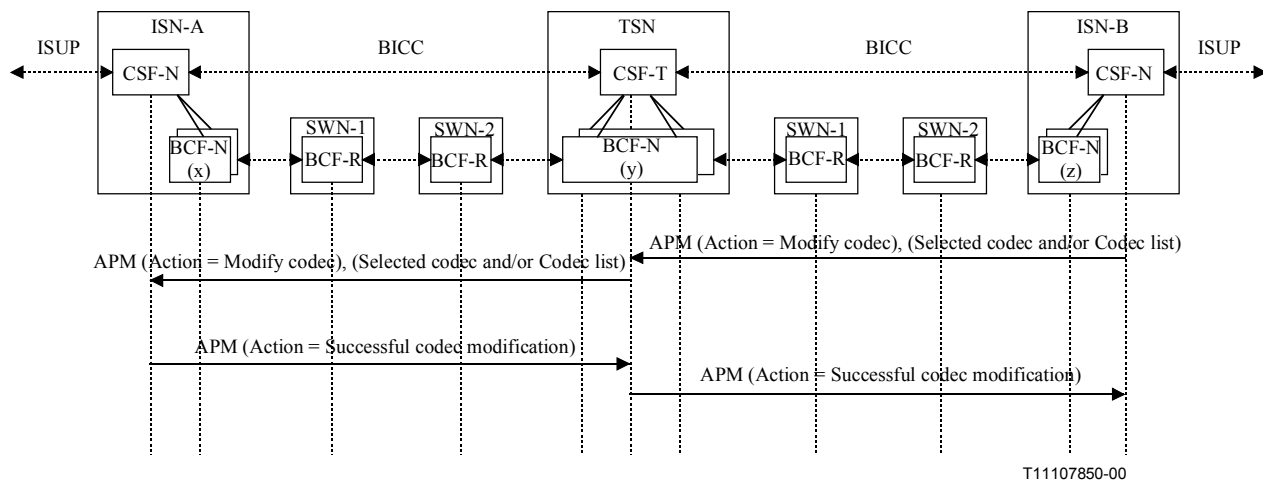 ISN-A
TSN
ISN-B
ISUP
BICC
BICC
ISUP
CSF-N
CSF-T
CSF-N
SWN-1
SWN-2
SWN-1
SWN-2
BCF-N
(x)
BCF-R
BCF-R
BCF-N
(y)
BCF-R
BCF-R
BCF-N
(z)
APM (Action = Modify codec), (Selected codec and/or Codec list)
APM (Action = Modify codec), (Selected codec and/or Codec list)
APM (Action = Successful codec modification)
APM (Action = Successful codec modification)
T11107850-00